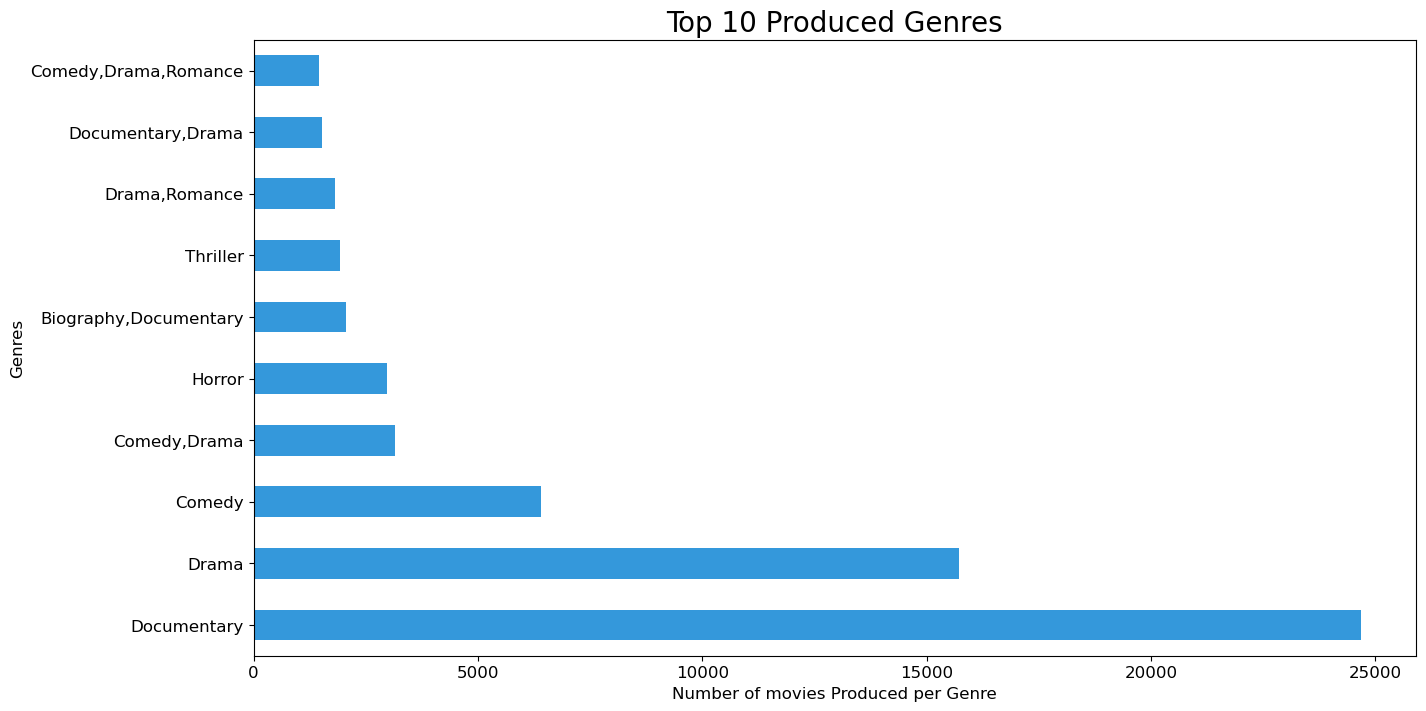 Top 10 Produced Genres
Comedy,Drama,Romance
Documentary,Drama
Drama,Romance
Thriller
Biography,Documentary
Horror
Comedy,Drama
Comedy
Drama
Documentary
Genres
0 5000 10000 15000 20000 25000
Number of movies Produced per Genre